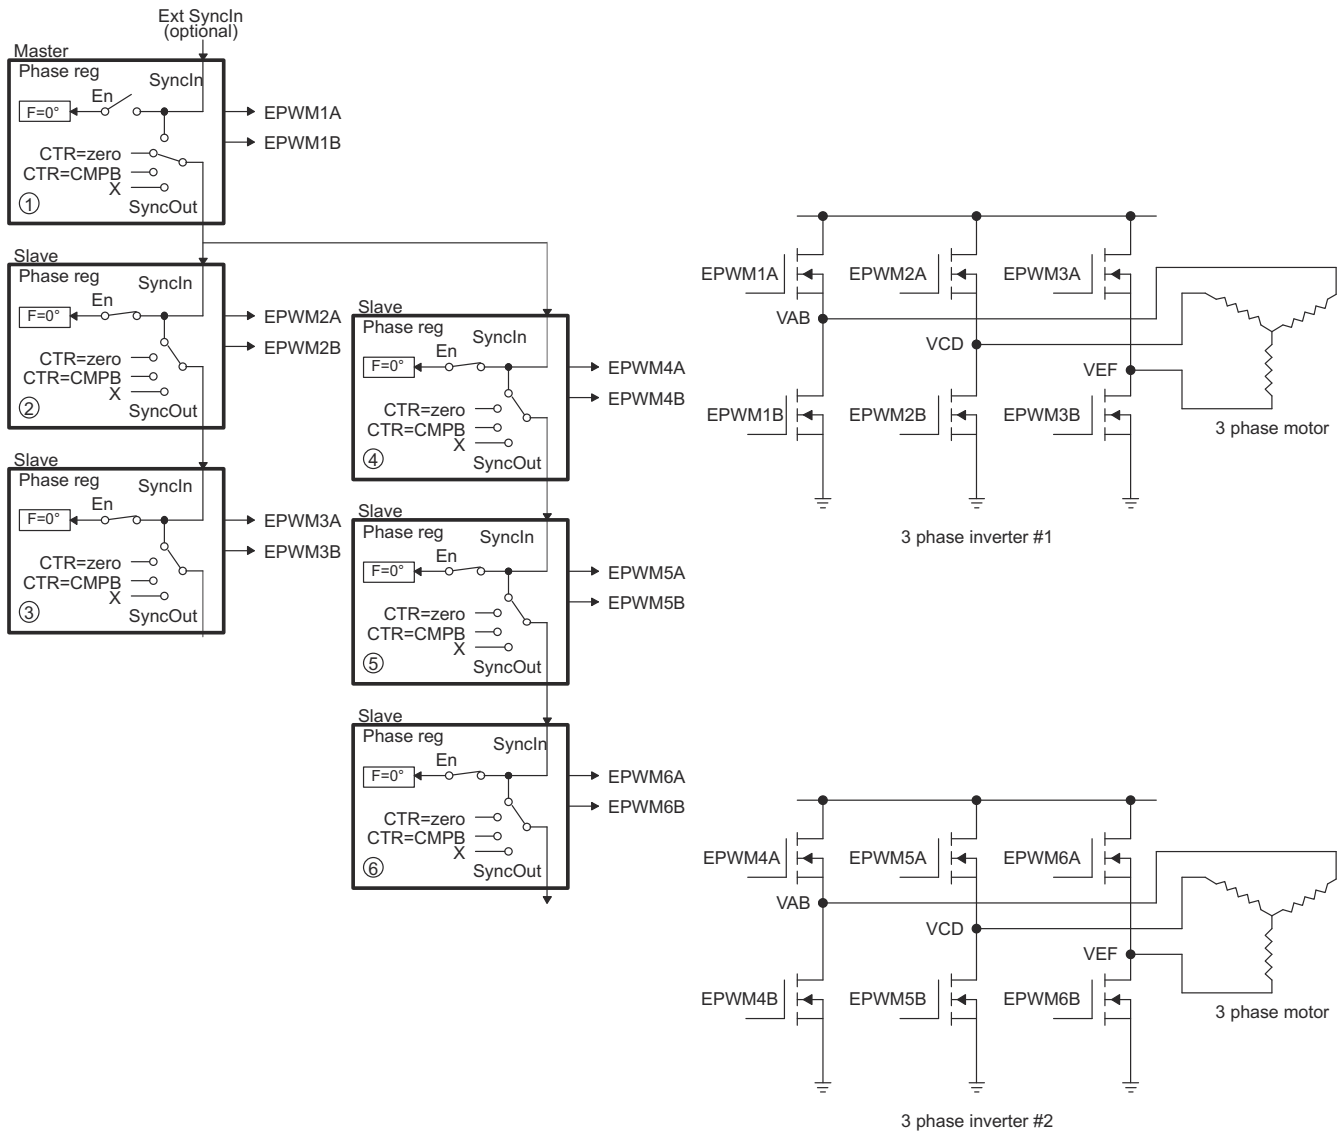 Ext SyncIn
(optional)
Master
Phase reg
SyncIn
En
F=0°
EPWM1A
EPWM1B
CTR=zero
CTR=CMPB
X
1
SyncOut
Slave
Phase reg
SyncIn
En
F=0°
EPWM2A
EPWM2B
CTR=zero
CTR=CMPB
X
2
SyncOut
Slave
Phase reg
SyncIn
En
F=0°
EPWM3A
EPWM3B
CTR=zero
CTR=CMPB
X
3
SyncOut
Slave
Phase reg
SyncIn
En
F=0°
EPWM4A
EPWM4B
CTR=zero
CTR=CMPB
X
4
SyncOut
Slave
Phase reg
SyncIn
En
F=0°
EPWM5A
EPWM5B
CTR=zero
CTR=CMPB
X
5
SyncOut
Slave
Phase reg
SyncIn
En
F=0°
EPWM6A
EPWM6B
CTR=zero
CTR=CMPB
X
6
SyncOut
EPWM1A
EPWM2A
EPWM3A
VAB
VCD
VEF
EPWM1B
EPWM2B
EPWM3B
3 phase motor
3 phase inverter #1
EPWM4A
EPWM5A
EPWM6A
VAB
VCD
VEF
EPWM4B
EPWM5B
EPWM6B
3 phase motor
3 phase inverter #2